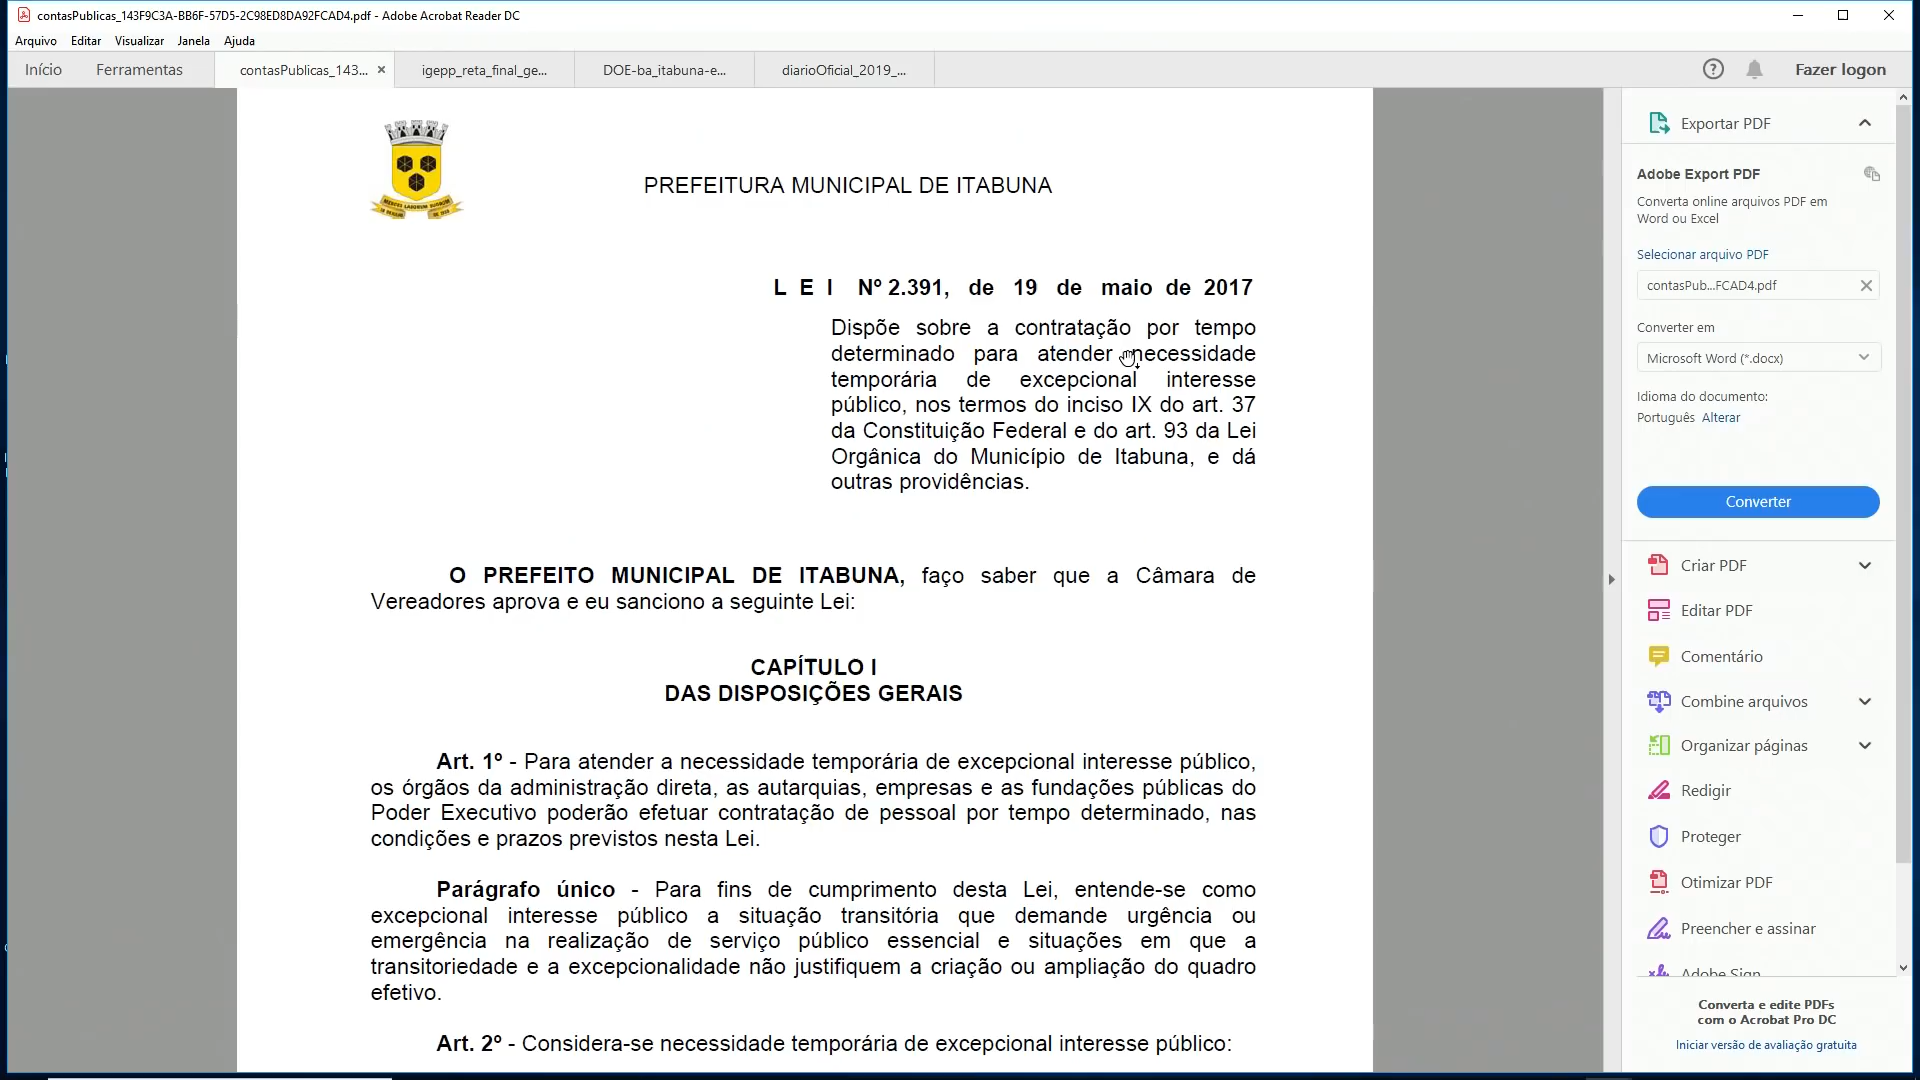 contasPublicas_143F9C3A-BB6F-57D5-2C98ED8DA92FCAD4.pdf - Adobe Acrobat Reader DC
Arquivo Editar Visualizar Janela Ajuda
Início Ferramentas contasPublicas_143... igepp_reta_final_ge... DOE-ba_itabuna-e... diarioOficial_2019_... Fazer logon
PREFEITURA MUNICIPAL DE ITABUNA
L E I Nº 2.391, de 19 de maio de 2017
Dispõe sobre a contratação por tempo
determinado para atender necessidade
temporária de excepcional interesse
público, nos termos do inciso IX do art. 37
da Constituição Federal e do art. 93 da Lei
Orgânica do Município de Itabuna, e dá
outras providências.
O PREFEITO MUNICIPAL DE ITABUNA, faço saber que a Câmara de
Vereadores aprova e eu sanciono a seguinte Lei:
CAPÍTULO I
DAS DISPOSIÇÕES GERAIS
Art. 1º - Para atender a necessidade temporária de excepcional interesse público,
os órgãos da administração direta, as autarquias, empresas e as fundações públicas do
Poder Executivo poderão efetuar contratação de pessoal por tempo determinado, nas
condições e prazos previstos nesta Lei.
Parágrafo único - Para fins de cumprimento desta Lei, entende-se como
excepcional interesse público a situação transitória que demande urgência ou
emergência na realização de serviço público essencial e situações em que a
transitoriedade e a excepcionalidade não justifiquem a criação ou ampliação do quadro
efetivo.
Art. 2º - Considera-se necessidade temporária de excepcional interesse público:
Exportar PDF
Adobe Export PDF
Converta online arquivos PDF em
Word ou Excel
Selecionar arquivo PDF
contasPub...FCAD4.pdf
Converter em
Microsoft Word (*.docx)
Idioma do documento:
Português Alterar
Converter
Criar PDF
Editar PDF
Comentário
Combine arquivos
Organizar páginas
Redigir
Proteger
Otimizar PDF
Preencher e assinar
Adobe Sign
Converta e edite PDFs
com o Acrobat Pro DC
Iniciar versão de avaliação gratuita